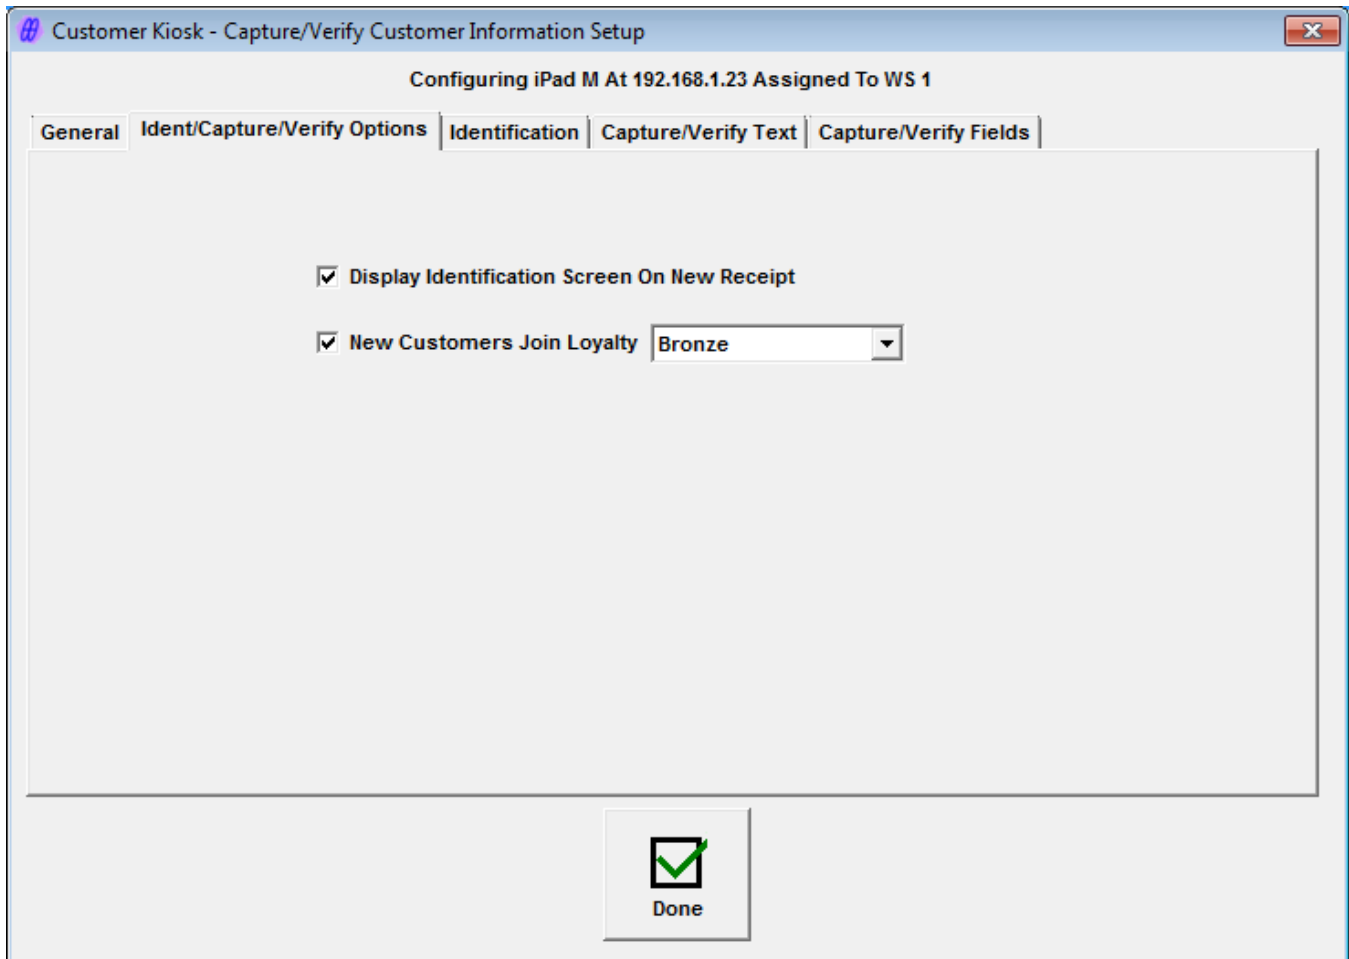 Customer Kiosk - Capture/Verify Customer Information Setup
Configuring iPad M At 192.168.1.23 Assigned To WS 1
General Ident/Capture/Verify Options Identification Capture/Verify Text Capture/Verify Fields
Display Identification Screen On New Receipt
New Customers Join Loyalty Bronze
Done